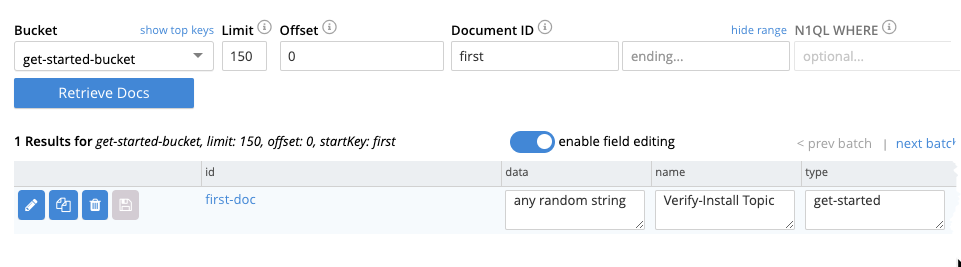 Bucket show top keys Limit Offset Document ID hide range N1QL WHERE
get-started-bucket 150 0 first ending... optional...
Retrieve Docs
1 Results for get-started-bucket, limit: 150, offset: 0, startKey: first enable field editing < prev batch | next batch
id data name type
first-doc any random string Verify-Install Topic get-started